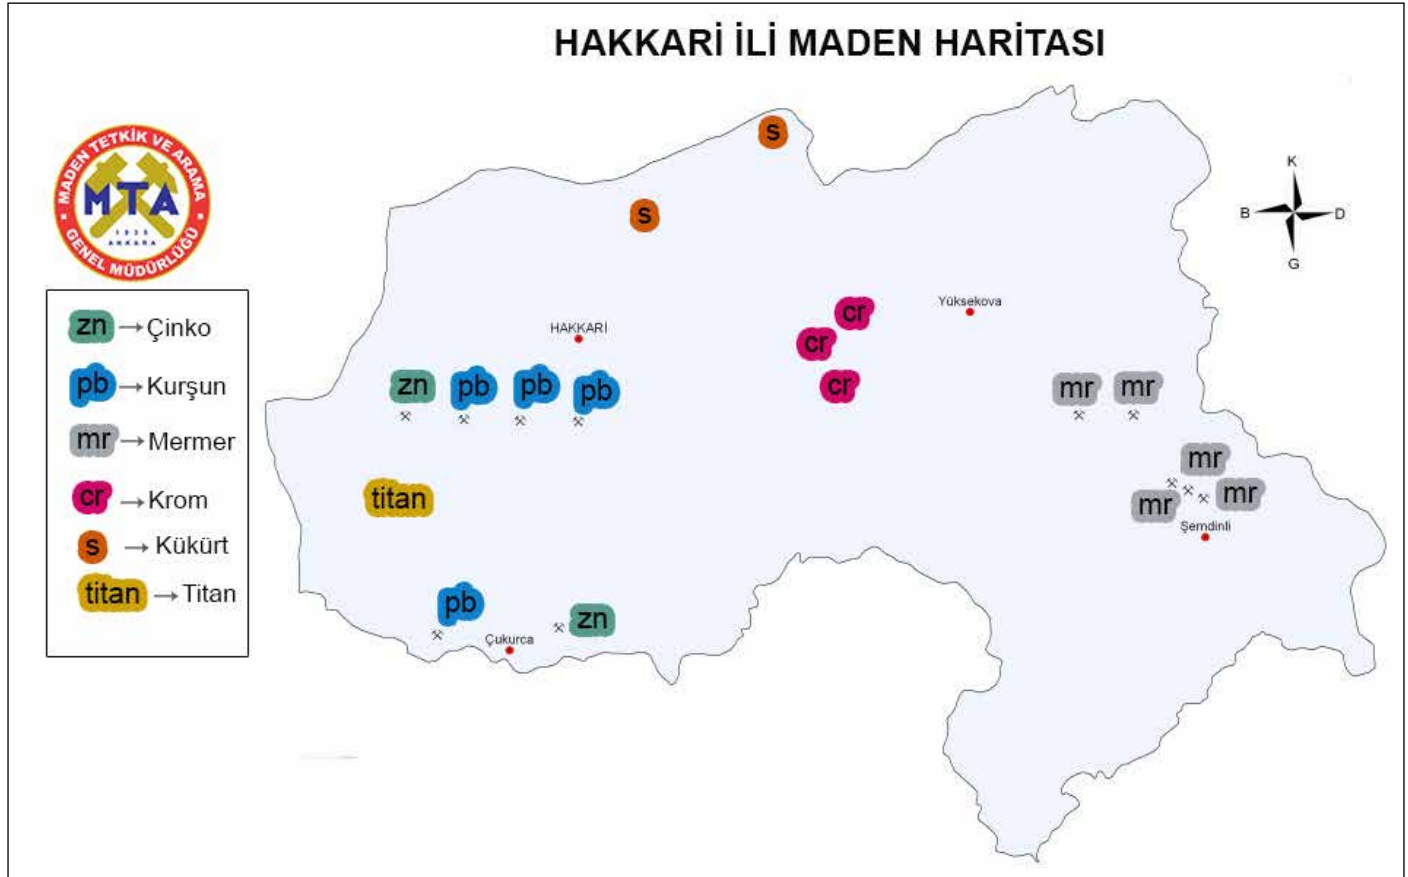 HAKKARİ İLİ MADEN HARİTASI
MADEN TETKİK VE ARAMA
MTA
1935
ANKARA
GENEL MÜDÜRLÜĞÜ
K
B
D
G
zn → Çinko
pb → Kurşun
mr → Mermer
cr → Krom
s → Kükürt
titan → Titan
s
s
Yüksekova
cr
HAKKARİ
cr
zn
pb
pb
pb
cr
mr
mr
mr
titan
mr
mr
Şemdinli
pb
zn
Çukurca